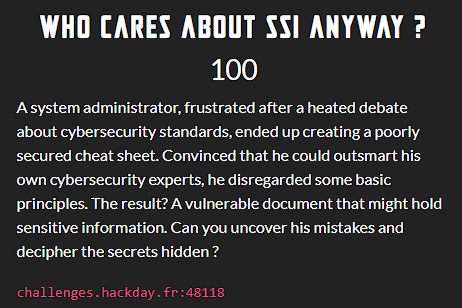 WHO CARES ABOUT SSI ANYWAY ?
100
A system administrator, frustrated after a heated debate
about cybersecurity standards, ended up creating a poorly
secured cheat sheet. Convinced that he could outsmart his
own cybersecurity experts, he disregarded some basic
principles. The result? A vulnerable document that might hold
sensitive information. Can you uncover his mistakes and
decipher the secrets hidden ?
challenges.hackday.fr:48118